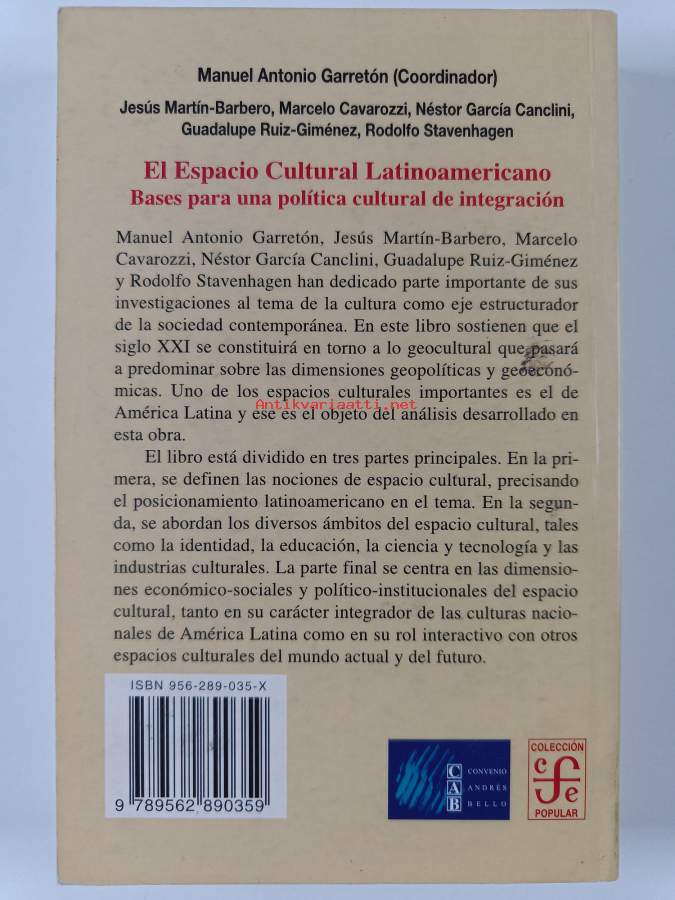 Manuel Antonio Garretón (Coordinador)
Jesús Martín-Barbero, Marcelo Cavarozzi, Néstor García Canclini,
Guadalupe Ruiz-Giménez, Rodolfo Stavenhagen
El Espacio Cultural Latinoamericano
Bases para una política cultural de integración
Manuel Antonio Garretón, Jesús Martín-Barbero, Marcelo
Cavarozzi, Néstor García Canclini, Guadalupe Ruiz-Giménez
y Rodolfo Stavenhagen han dedicado parte importante de sus
investigaciones al tema de la cultura como eje estructurador
de la sociedad contemporánea. En este libro sostienen que el
siglo XXI se constituirá en torno a lo geocultural que pasará
a predominar sobre las dimensiones geopolíticas y geoeconó-
micas. Uno de los espacios culturales importantes es el de
Antikvariaatti.net
América Latina y ese es el objeto del análisis desarrollado en
esta obra.
El libro está dividido en tres partes principales. En la pri-
mera, se definen las nociones de espacio cultural, precisando
el posicionamiento latinoamericano en el tema. En la segun-
da, se abordan los diversos ámbitos del espacio cultural, tales
como la identidad, la educación, la ciencia y tecnología y las
industrias culturales. La parte final se centra en las dimensio-
nes económico-sociales y político-institucionales del espacio
cultural, tanto en su carácter integrador de las culturas nacio-
nales de América Latina como en su rol interactivo con otros
espacios culturales del mundo actual y del futuro.
ISBN 956-289-035-X
9 789562 890359
CAB
CONVENIO
ANDRÉS
BELLO
COLECCIÓN
cfe
POPULAR